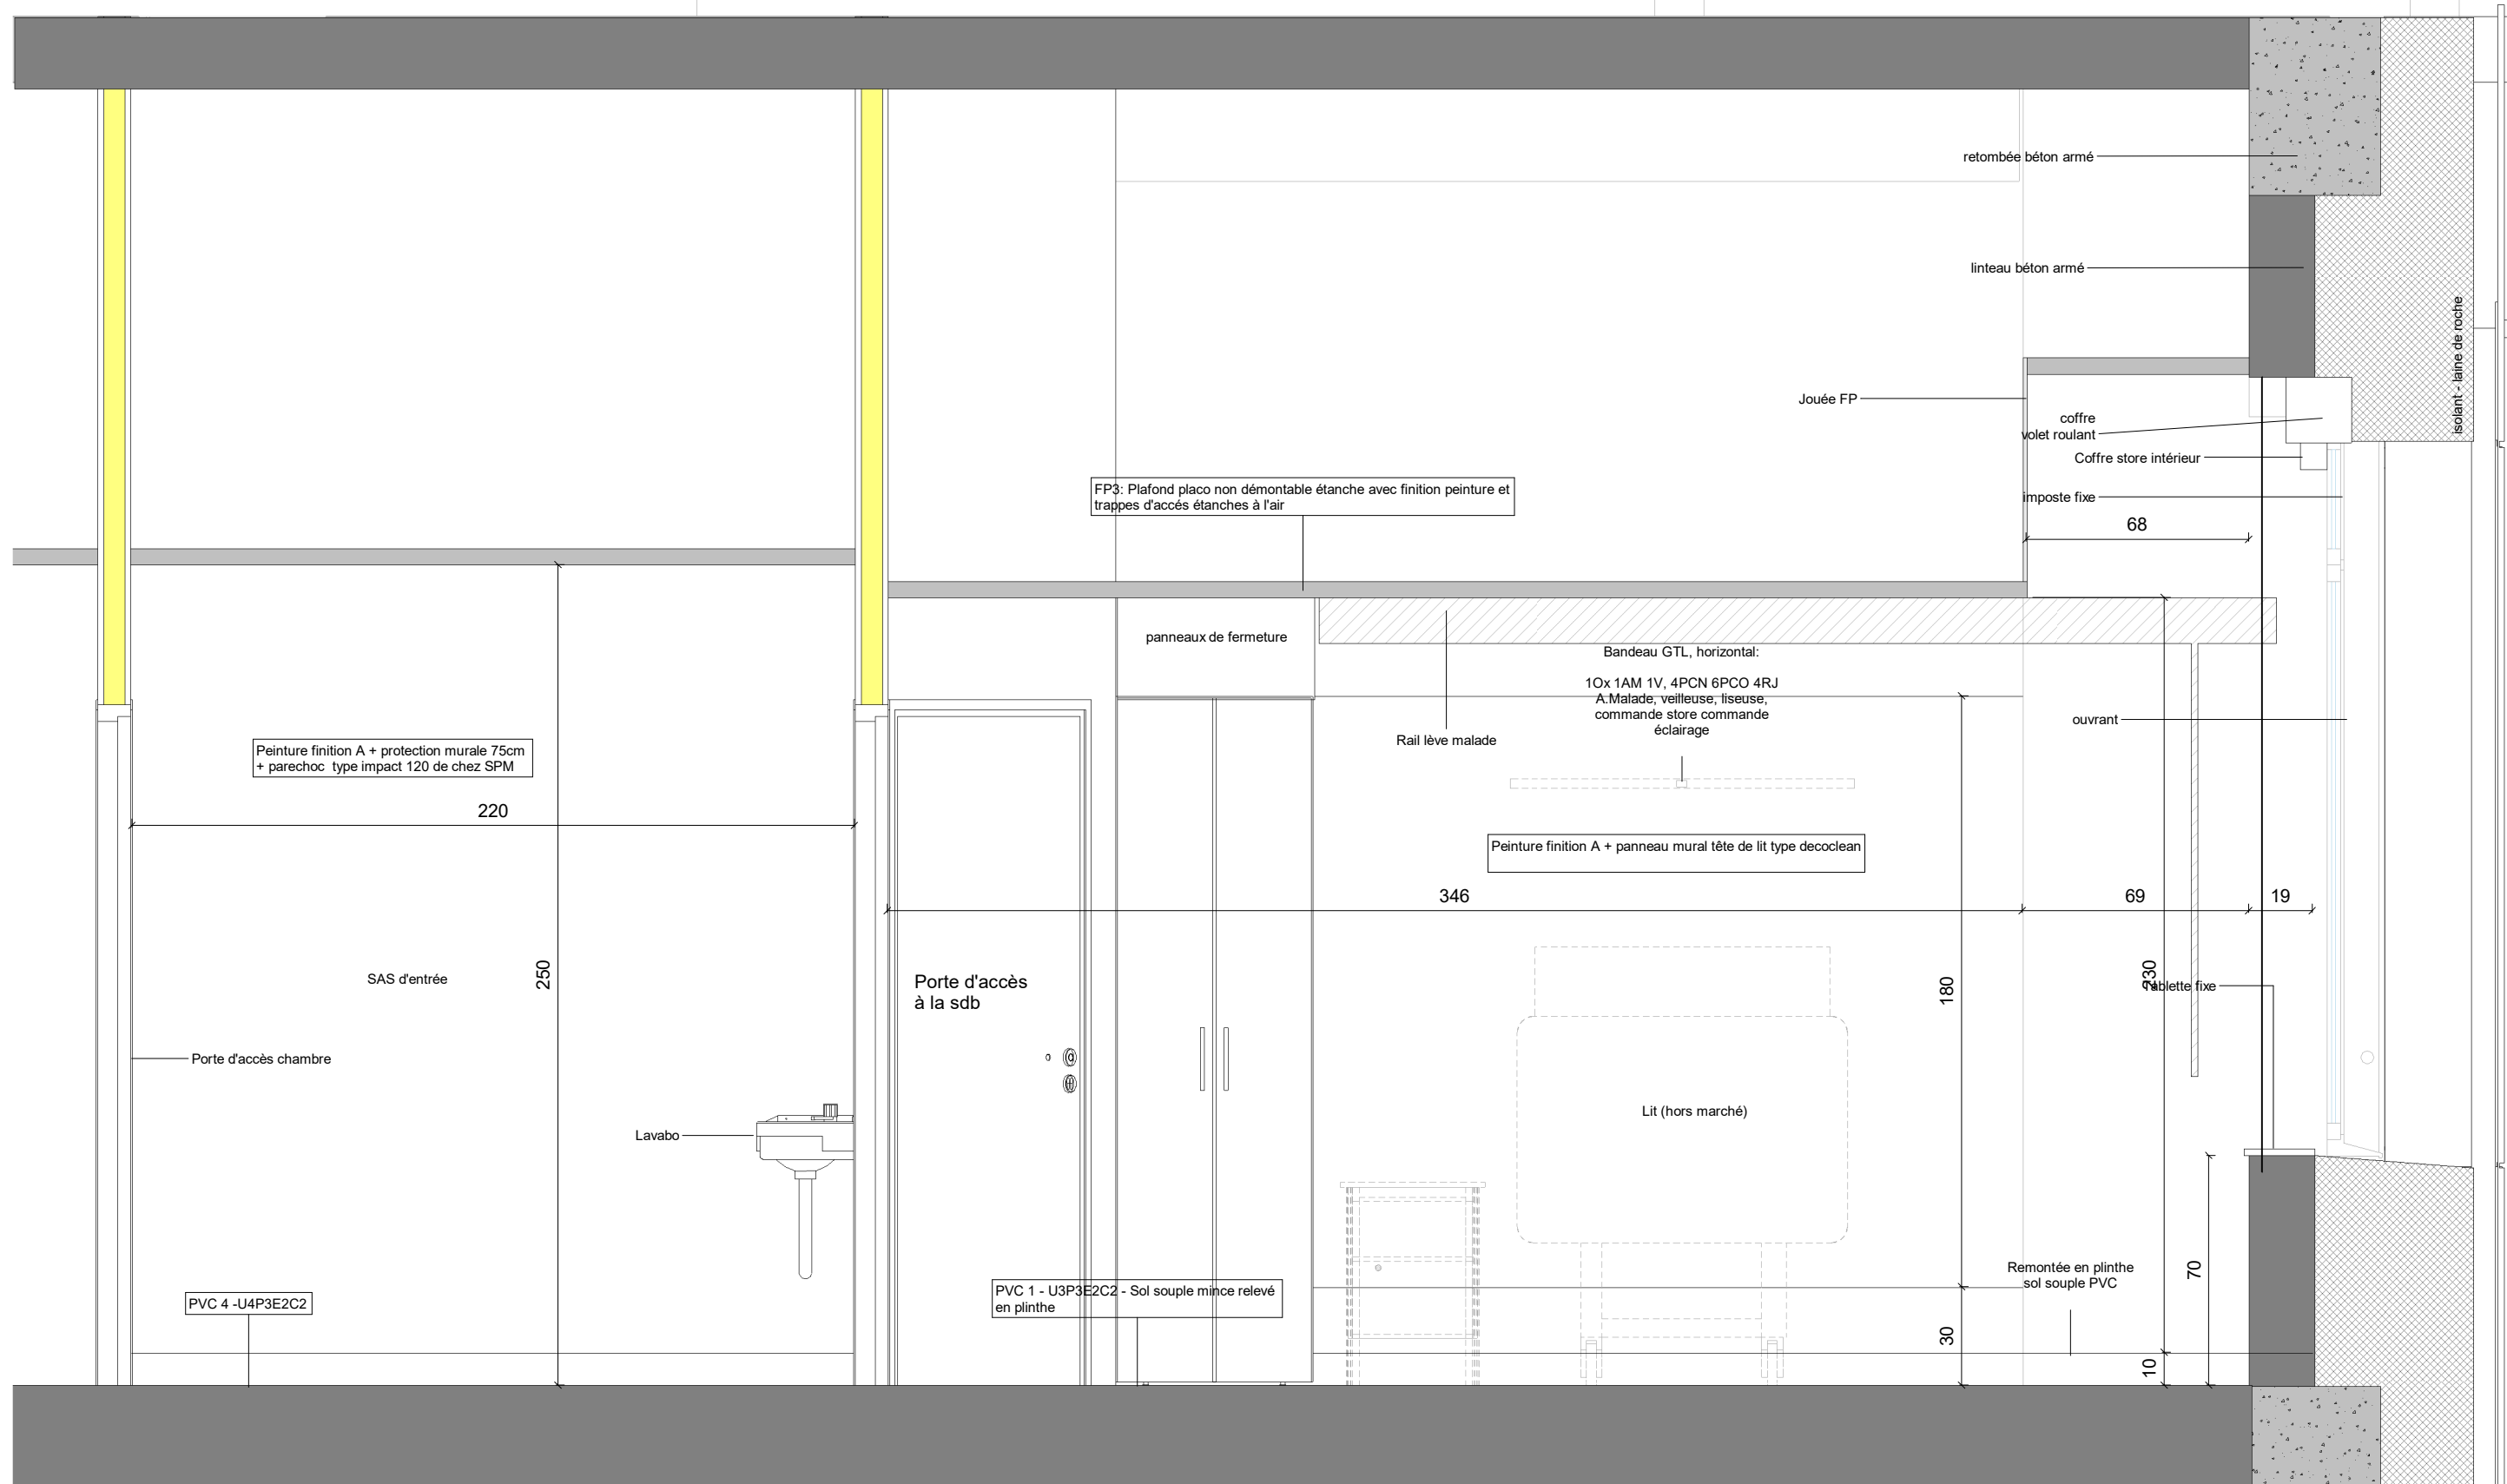 retombée béton armé
linteau béton armé
isolant - laine de roche
Jouée FP
coffre
volet roulant
Coffre store intérieur
imposte fixe
68
FP3: Plafond placo non démontable étanche avec finition peinture et
trappes d'accés étanches à l'air
panneaux de fermeture
Bandeau GTL, horizontal:
1Ox 1AM 1V, 4PCN 6PCO 4RJ
A.Malade, veilleuse, liseuse,
commande store commande
éclairage
Rail lève malade
ouvrant
Peinture finition A + protection murale 75cm
+ parechoc type impact 120 de chez SPM
220
Peinture finition A + panneau mural tête de lit type decoclean
346
69
19
SAS d'entrée
250
Porte d'accès
à la sdb
180
230
Tablette fixe
Porte d'accès chambre
Lavabo
Lit (hors marché)
PVC 4 -U4P3E2C2
PVC 1 - U3P3E2C2 - Sol souple mince relevé
en plinthe
Remontée en plinthe
sol souple PVC
70
30
10